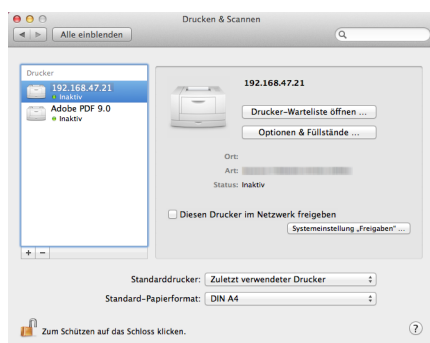 Drucken & Scannen
Alle einblenden
Drucker
192.168.47.21
Inaktiv
Adobe PDF 9.0
Inaktiv
192.168.47.21
Drucker-Warteliste öffnen ...
Optionen & Füllstände ...
Ort:
Art:
Status: Inaktiv
Diesen Drucker im Netzwerk freigeben
Systemeinstellung „Freigaben“ ...
+ −
Standarddrucker: Zuletzt verwendeter Drucker
Standard-Papierformat: DIN A4
Zum Schützen auf das Schloss klicken.
?